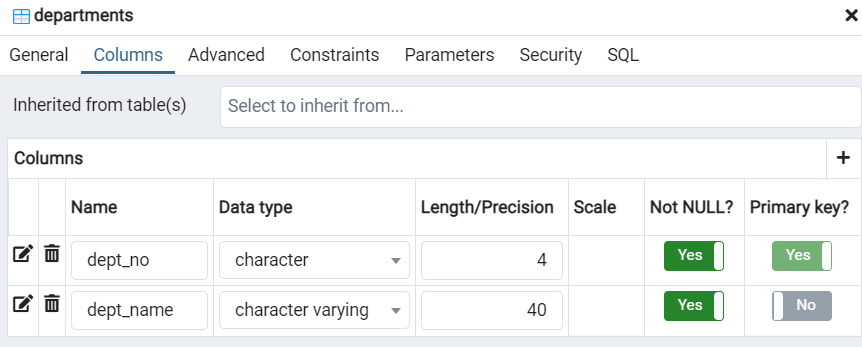 departments
General Columns Advanced Constraints Parameters Security SQL
Inherited from table(s) Select to inherit from...
Columns
Name Data type Length/Precision Scale Not NULL? Primary key?
dept_no character 4 Yes Yes
dept_name character varying 40 Yes No